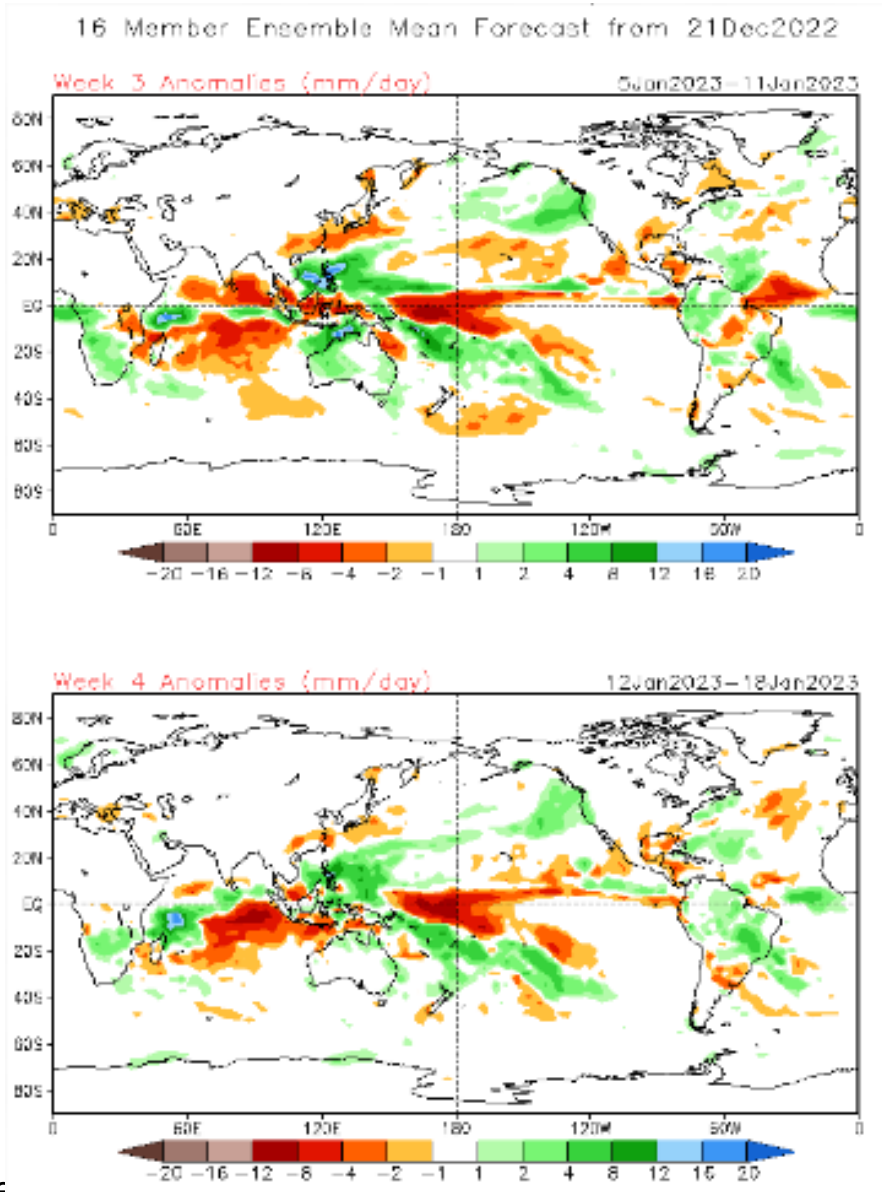 16 Member Ensemble Mean Forecast from 21Dec2022
Week 3 Anomalies (mm/day) 5Jan2023-11Jan2023
80N
60N
40N
20N
EQ
20S
40S
60S
80S
0 60E 120E 180 120W 60W 0
-20 -16 -12 -8 -4 -2 -1 1 2 4 8 12 16 20
Week 4 Anomalies (mm/day) 12Jan2023-18Jan2023
80N
60N
40N
20N
EQ
20S
40S
60S
80S
0 60E 120E 180 120W 60W 0
-20 -16 -12 -8 -4 -2 -1 1 2 4 8 12 16 20